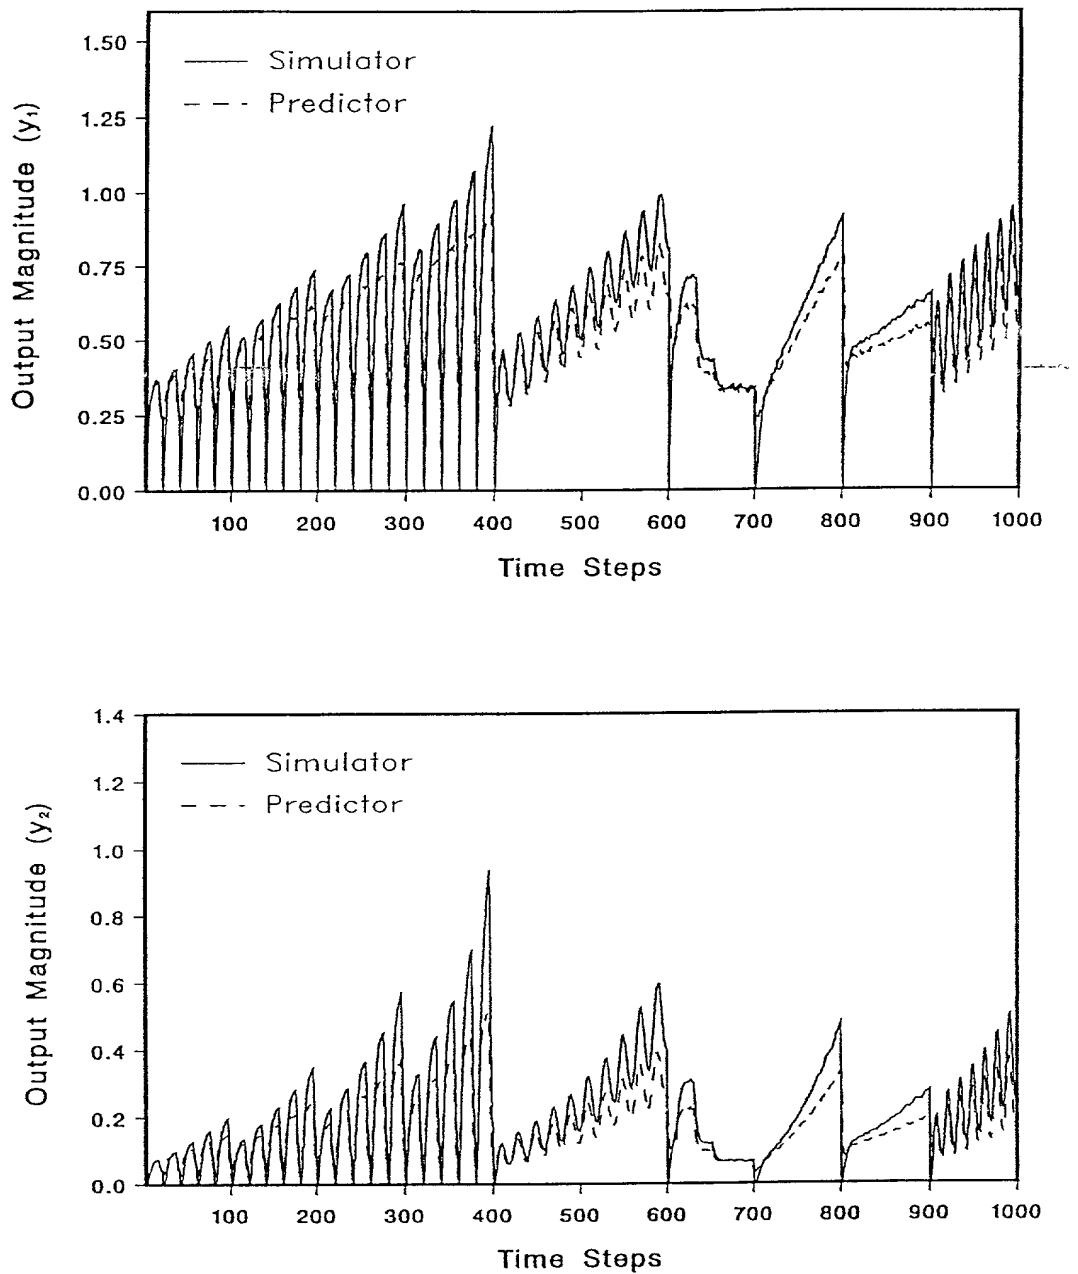 1.50
1.25
1.00
0.75
0.50
0.25
0.00
Output Magnitude (y₁)
Simulator
Predictor
100 200 300 400 500 600 700 800 900 1000
Time Steps
1.4
1.2
1.0
0.8
0.6
0.4
0.2
0.0
Output Magnitude (y₂)
Simulator
Predictor
100 200 300 400 500 600 700 800 900 1000
Time Steps